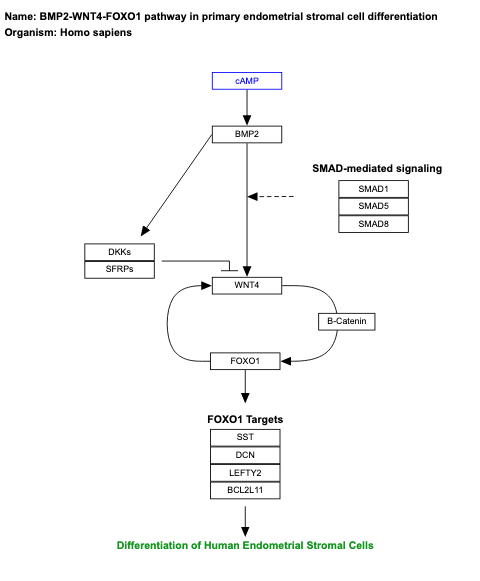 Name: BMP2-WNT4-FOXO1 pathway in primary endometrial stromal cell differentiation
Organism: Homo sapiens
cAMP
BMP2
SMAD-mediated signaling
SMAD1
SMAD5
SMAD8
DKKs
SFRPs
WNT4
B-Catenin
FOXO1
FOXO1 Targets
SST
DCN
LEFTY2
BCL2L11
Differentiation of Human Endometrial Stromal Cells